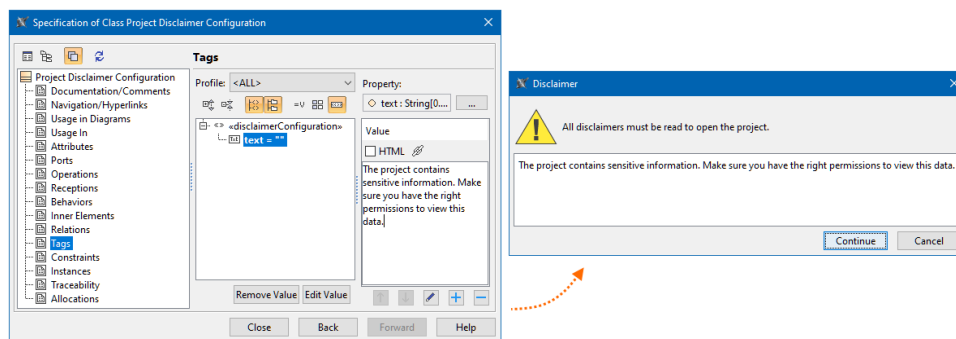 Specification of Class Project Disclaimer Configuration
Project Disclaimer Configuration
Documentation/Comments
Navigation/Hyperlinks
Usage in Diagrams
Usage In
Attributes
Ports
Operations
Receptions
Behaviors
Inner Elements
Relations
Tags
Constraints
Instances
Traceability
Allocations
Tags
Profile: <ALL>
«disclaimerConfiguration»
text = ""
Remove Value Edit Value
Property:
text : String[0.... ...
Value
HTML
The project contains
sensitive information. Make
sure you have the right
permissions to view this
data.
Close Back Forward Help
Disclaimer
All disclaimers must be read to open the project.
The project contains sensitive information. Make sure you have the right permissions to view this data.
Continue Cancel